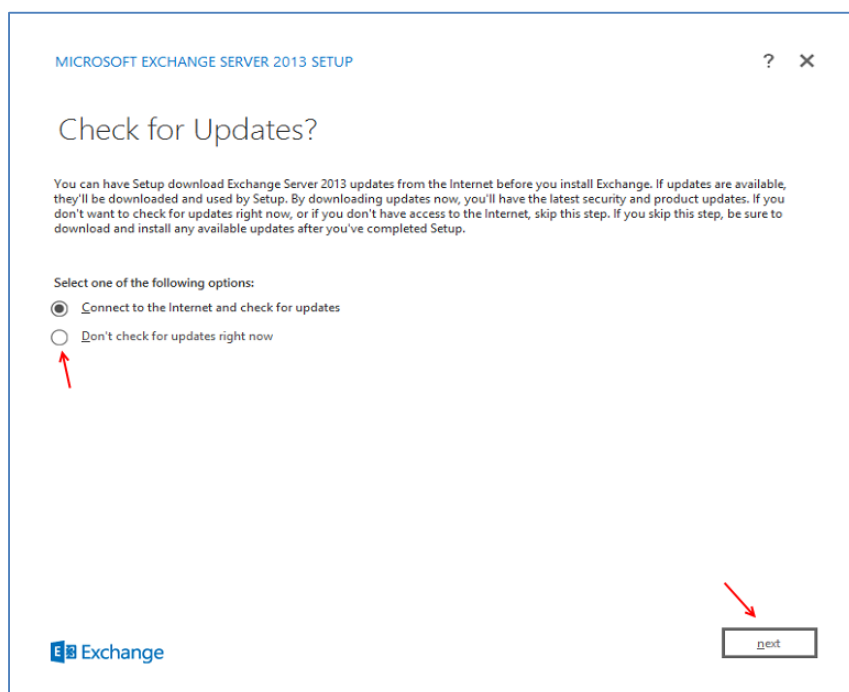 MICROSOFT EXCHANGE SERVER 2013 SETUP
?
Check for Updates?
You can have Setup download Exchange Server 2013 updates from the Internet before you install Exchange. If updates are available,
they'll be downloaded and used by Setup. By downloading updates now, you'll have the latest security and product updates. If you
don't want to check for updates right now, or if you don't have access to the Internet, skip this step. If you skip this step, be sure to
download and install any available updates after you've completed Setup.
Select one of the following options:
Connect to the Internet and check for updates
Don't check for updates right now
E Exchange
next